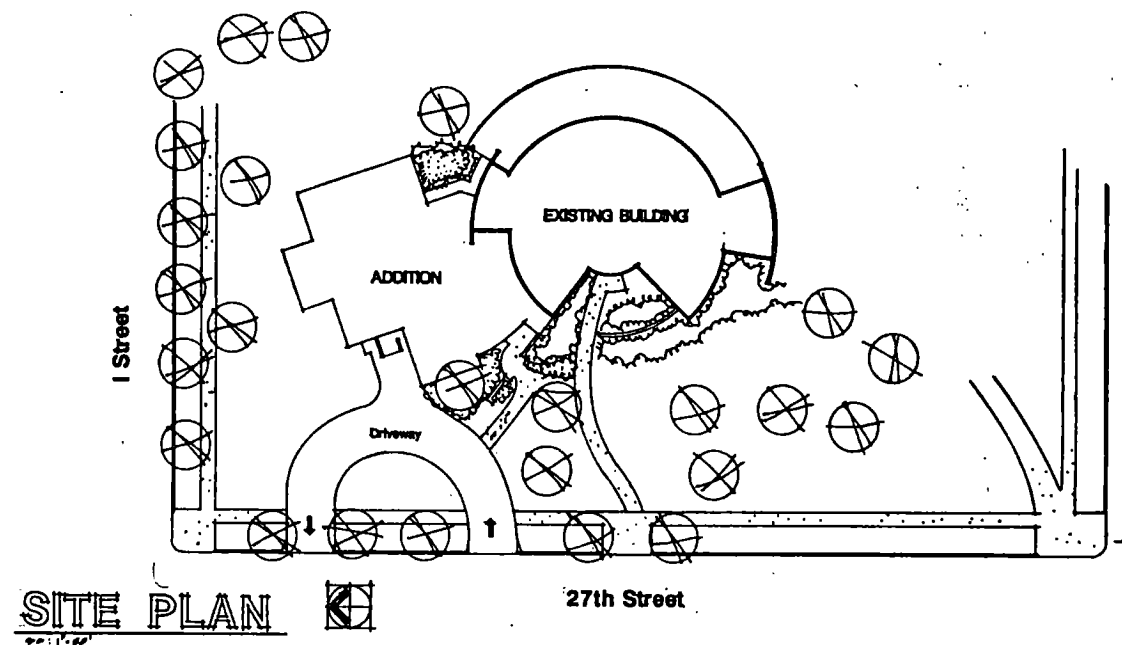 EXISTING BUILDING
ADDITION
I Street
Driveway
27th Street
SITE PLAN